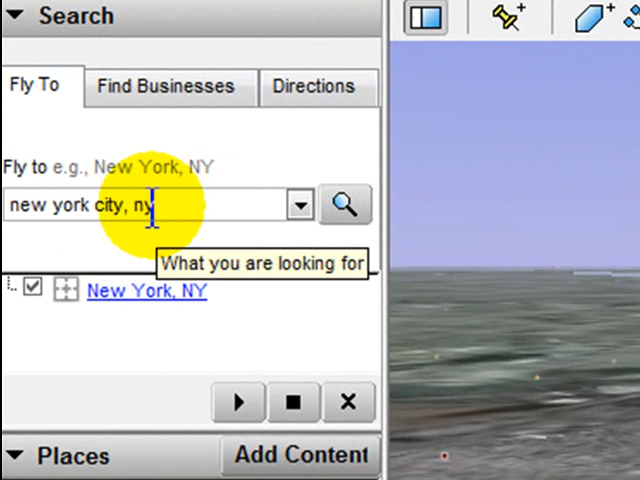 Search
Fly To
Find Businesses
Directions
Fly to e.g., New York, NY
new york city, ny
What you are looking for
New York, NY
Places
Add Content